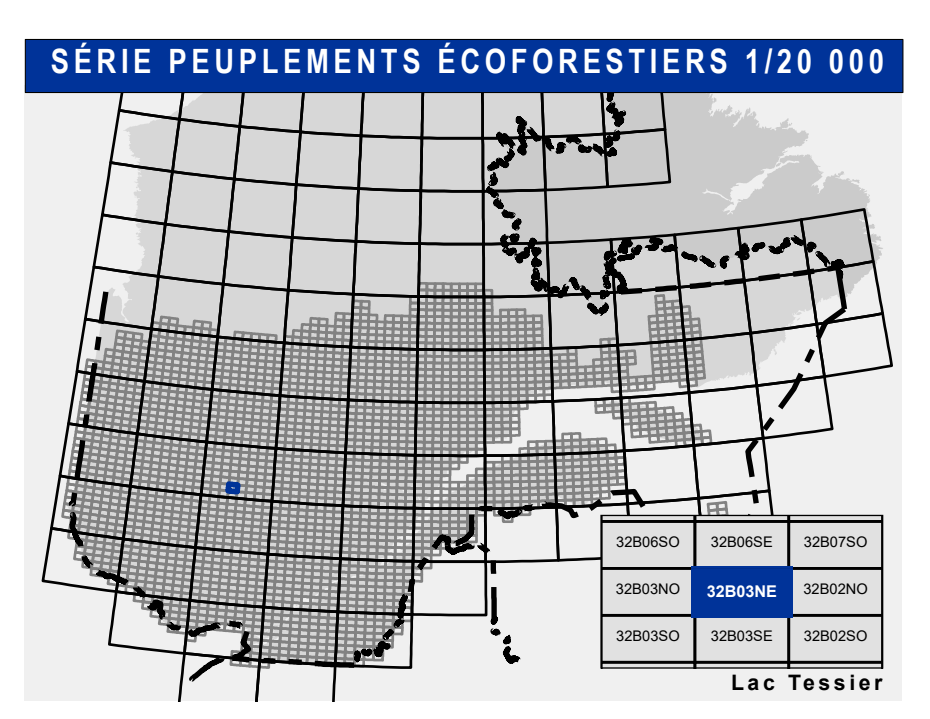 SÉRIE PEUPLEMENTS ÉCOFORESTIERS 1/20 000
32B06SO 32B06SE 32B07SO
32B03NO 32B03NE 32B02NO
32B03SO 32B03SE 32B02SO
Lac Tessier